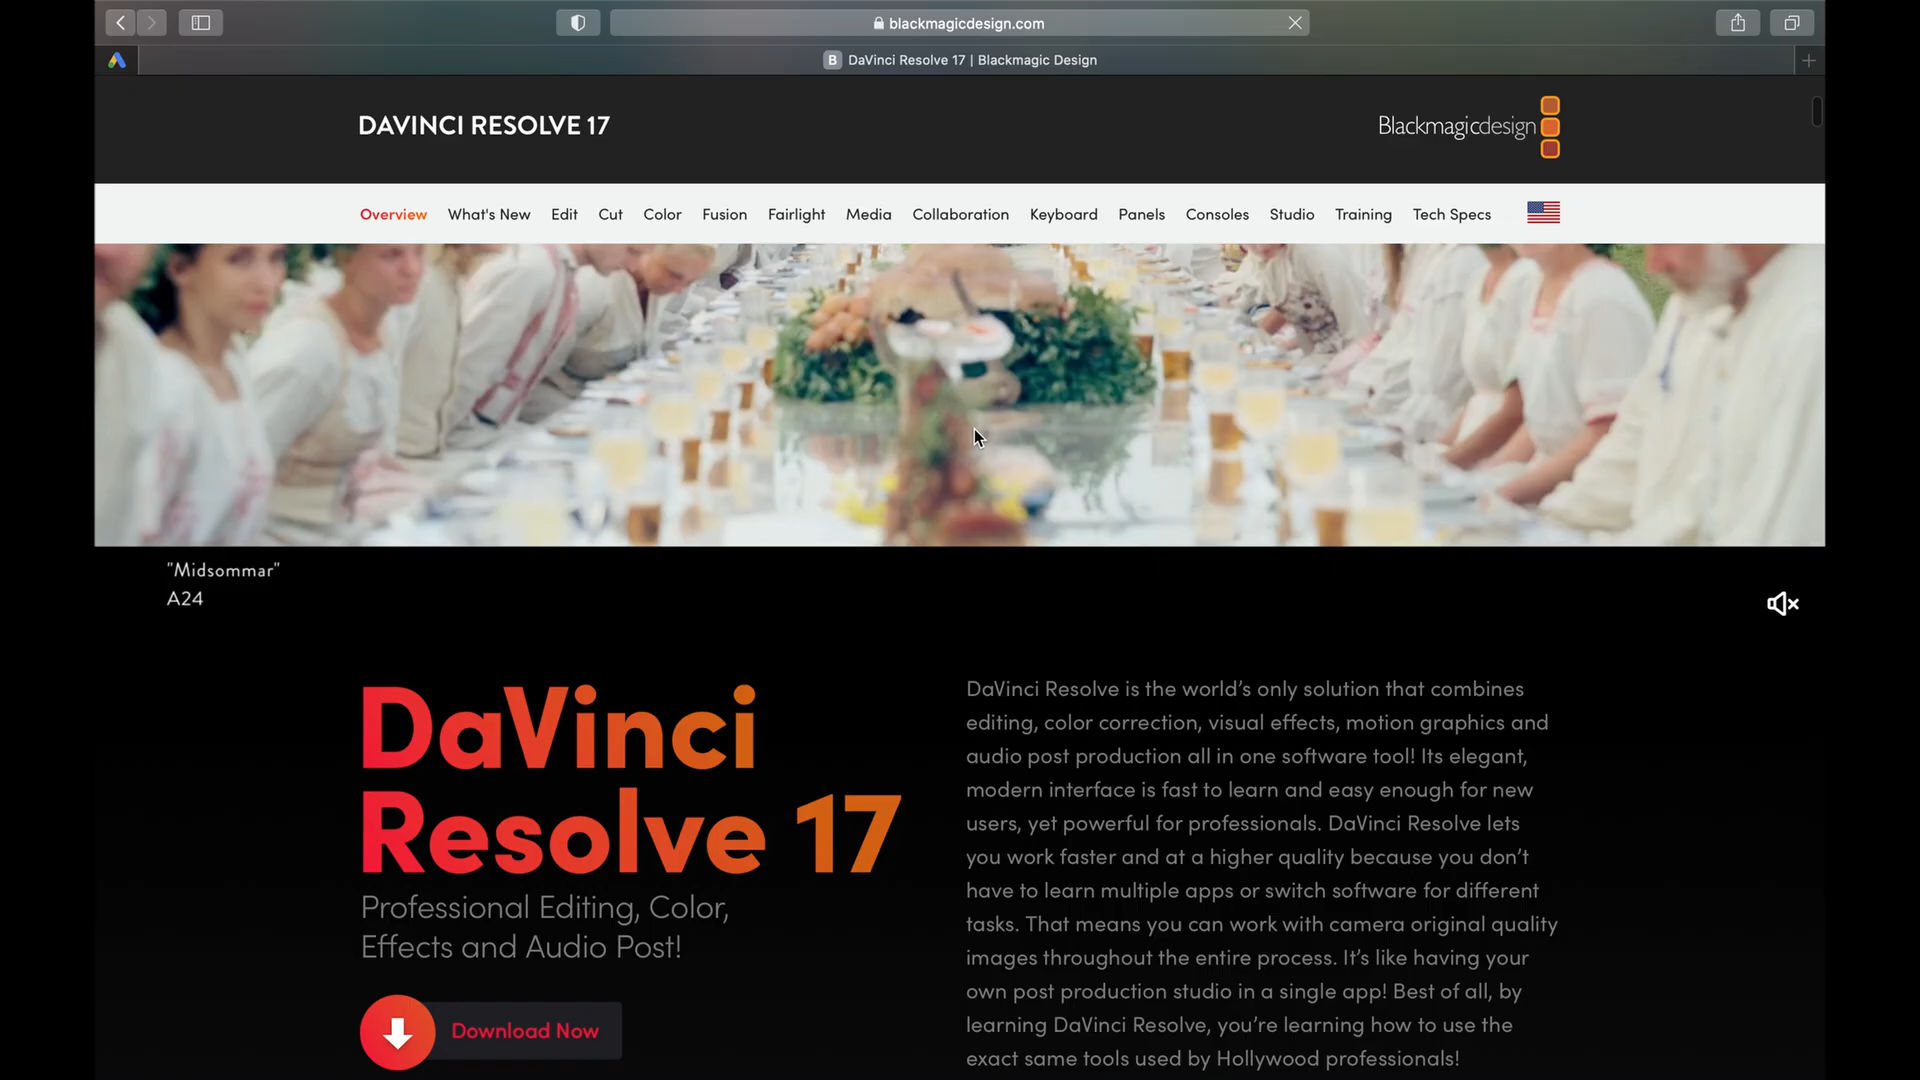 blackmagicdesign.com
B DaVinci Resolve 17 | Blackmagic Design
DAVINCI RESOLVE 17
Blackmagicdesign
Overview What's New Edit Cut Color Fusion Fairlight Media Collaboration Keyboard Panels Consoles Studio Training Tech Specs
"Midsommar"
A24
DaVinci
Resolve 17
Professional Editing, Color,
Effects and Audio Post!
Download Now
DaVinci Resolve is the world’s only solution that combines
editing, color correction, visual effects, motion graphics and
audio post production all in one software tool! Its elegant,
modern interface is fast to learn and easy enough for new
users, yet powerful for professionals. DaVinci Resolve lets
you work faster and at a higher quality because you don’t
have to learn multiple apps or switch software for different
tasks. That means you can work with camera original quality
images throughout the entire process. It’s like having your
own post production studio in a single app! Best of all, by
learning DaVinci Resolve, you’re learning how to use the
exact same tools used by Hollywood professionals!